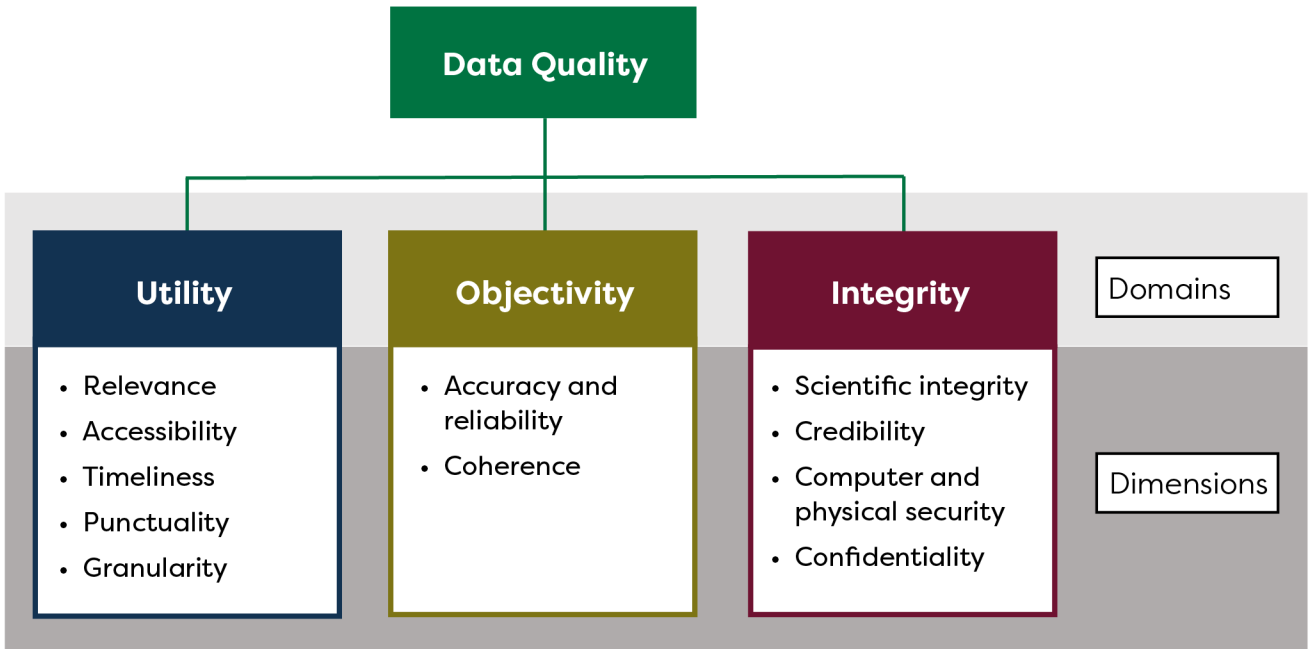 Data Quality
Utility
Objectivity
Integrity
Domains
• Relevance
• Accessibility
• Timeliness
• Punctuality
• Granularity
• Accuracy and
reliability
• Coherence
• Scientific integrity
• Credibility
• Computer and
physical security
• Confidentiality
Dimensions